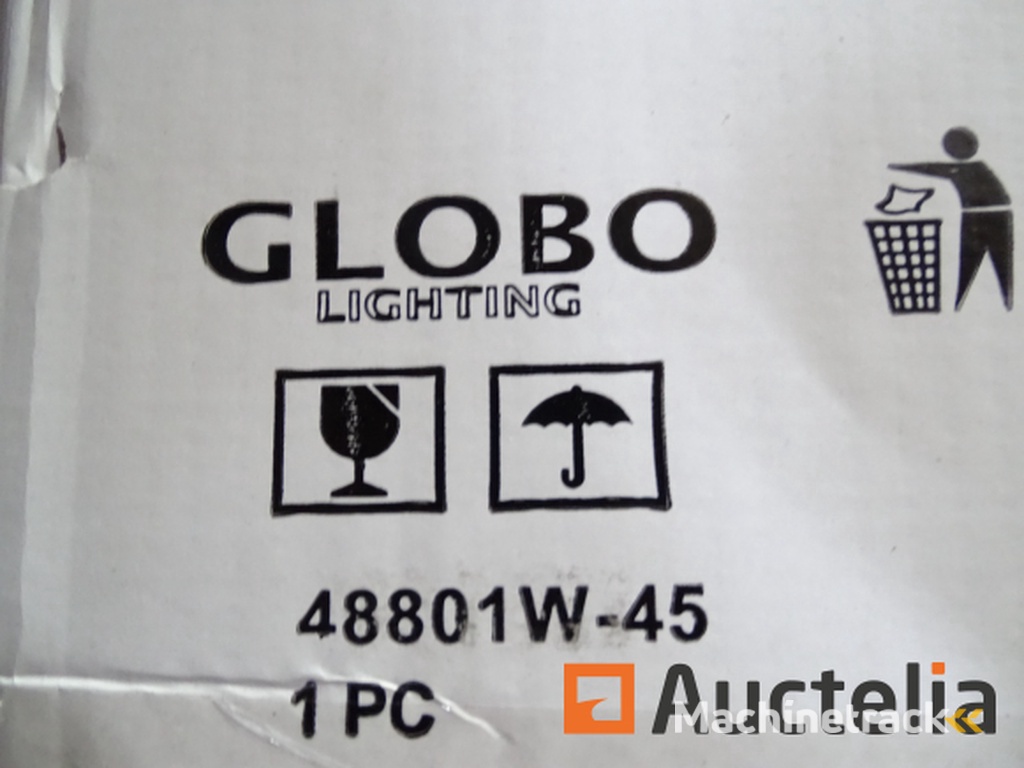 GLOBO
LIGHTING
48801W-45
1 PC
Auctelia
Machinetrack